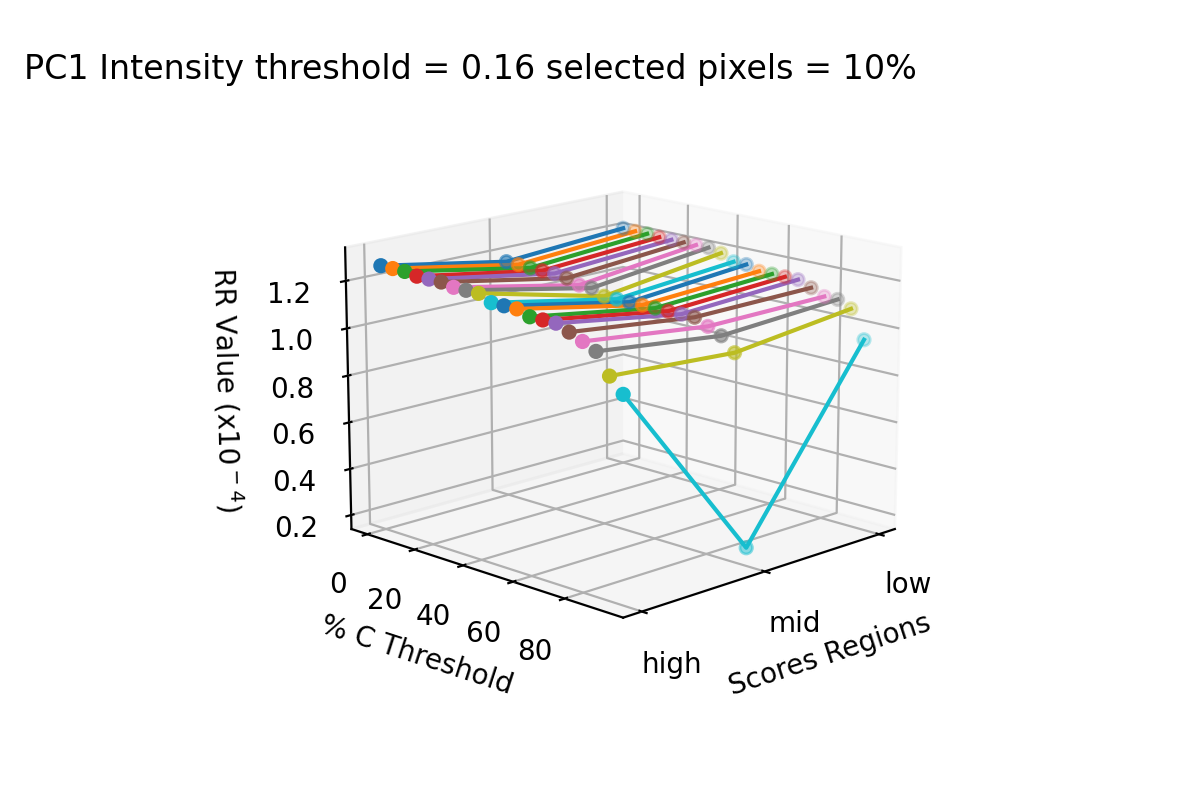 PC1 Intensity threshold = 0.16 selected pixels = 10%
RR Value (x10⁻⁴)
1.2
1.0
0.8
0.6
0.4
0.2
0
20
40
60
80
% C Threshold
high
mid
low
Scores Regions